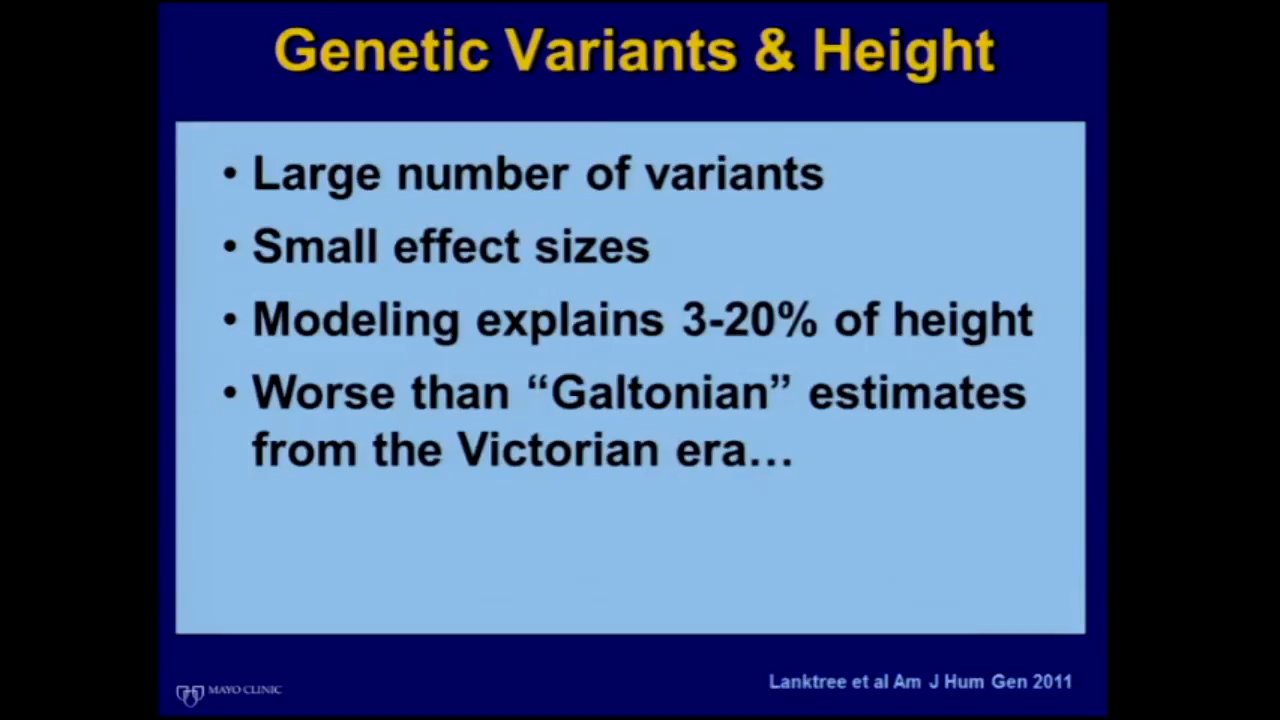 Genetic Variants & Height
• Large number of variants
• Small effect sizes
• Modeling explains 3-20% of height
• Worse than “Galtonian” estimates
from the Victorian era…
MAYO CLINIC
Lanktree et al Am J Hum Gen 2011